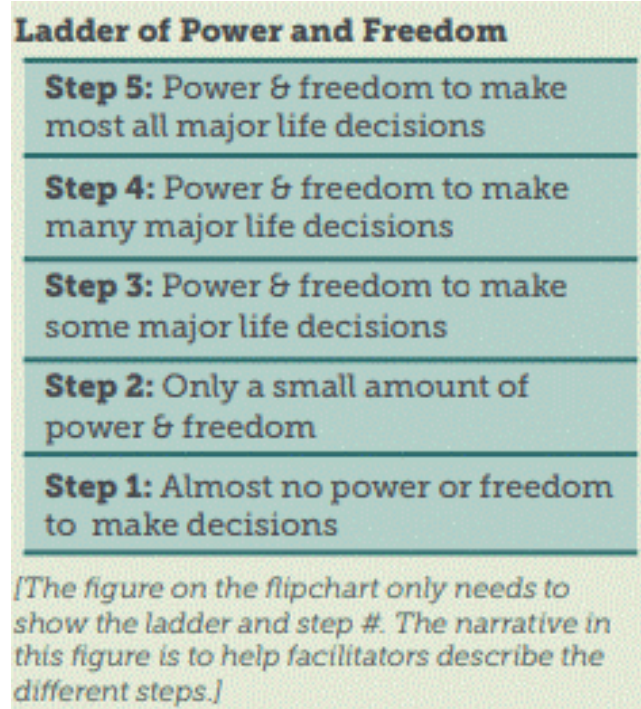 Ladder of Power and Freedom
Step 5: Power & freedom to make
most all major life decisions
Step 4: Power & freedom to make
many major life decisions
Step 3: Power & freedom to make
some major life decisions
Step 2: Only a small amount of
power & freedom
Step 1: Almost no power or freedom
to make decisions
[The figure on the flipchart only needs to
show the ladder and step #. The narrative in
this figure is to help facilitators describe the
different steps.]